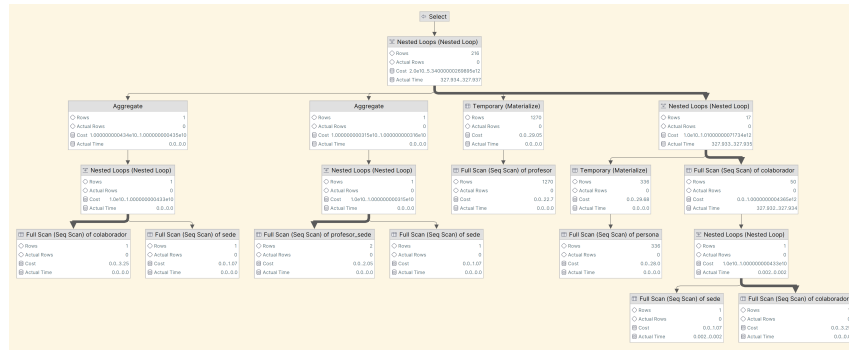 Select
Nested Loops (Nested Loop)
Rows 216
Actual Rows 0
Cost 2.0e10..5.34000000269895e12
Actual Time 327.934..327.937
Aggregate
Rows 1
Actual Rows 0
Cost 1.000000000434e10..1.000000000435e10
Actual Time 0.0..0.0
Aggregate
Rows 1
Actual Rows 0
Cost 1.000000000315e10..1.000000000316e10
Actual Time 0.0..0.0
Temporary (Materialize)
Rows 1270
Actual Rows 0
Cost 0.0..29.05
Actual Time 0.0..0.0
Nested Loops (Nested Loop)
Rows 17
Actual Rows 0
Cost 1.0e10..1.01000000071734e12
Actual Time 327.933..327.935
Nested Loops (Nested Loop)
Rows 1
Actual Rows 0
Cost 1.0e10..1.000000000433e10
Actual Time 0.0..0.0
Nested Loops (Nested Loop)
Rows 1
Actual Rows 0
Cost 1.0e10..1.000000000315e10
Actual Time 0.0..0.0
Full Scan (Seq Scan) of profesor
Rows 1270
Actual Rows 0
Cost 0.0..22.7
Actual Time 0.0..0.0
Temporary (Materialize)
Rows 336
Actual Rows 0
Cost 0.0..29.68
Actual Time 0.0..0.0
Full Scan (Seq Scan) of colaborador
Rows 50
Actual Rows 0
Cost 0.0..1.00000000004365e12
Actual Time 327.933..327.934
Full Scan (Seq Scan) of colaborador
Rows 1
Actual Rows 0
Cost 0.0..3.25
Actual Time 0.0..0.0
Full Scan (Seq Scan) of sede
Rows 1
Actual Rows 0
Cost 0.0..1.07
Actual Time 0.0..0.0
Full Scan (Seq Scan) of profesor_sede
Rows 2
Actual Rows 0
Cost 0.0..2.05
Actual Time 0.0..0.0
Full Scan (Seq Scan) of sede
Rows 1
Actual Rows 0
Cost 0.0..1.07
Actual Time 0.0..0.0
Full Scan (Seq Scan) of persona
Rows 336
Actual Rows 0
Cost 0.0..28.0
Actual Time 0.0..0.0
Nested Loops (Nested Loop)
Rows 1
Actual Rows 0
Cost 1.0e10..1.000000000433e10
Actual Time 0.002..0.002
Full Scan (Seq Scan) of sede
Rows 1
Actual Rows 0
Cost 0.0..1.07
Actual Time 0.002..0.002
Full Scan (Seq Scan) of colaborador
Rows
Actual Rows
Cost 0.0..3.2
Actual Time 0.0..0.